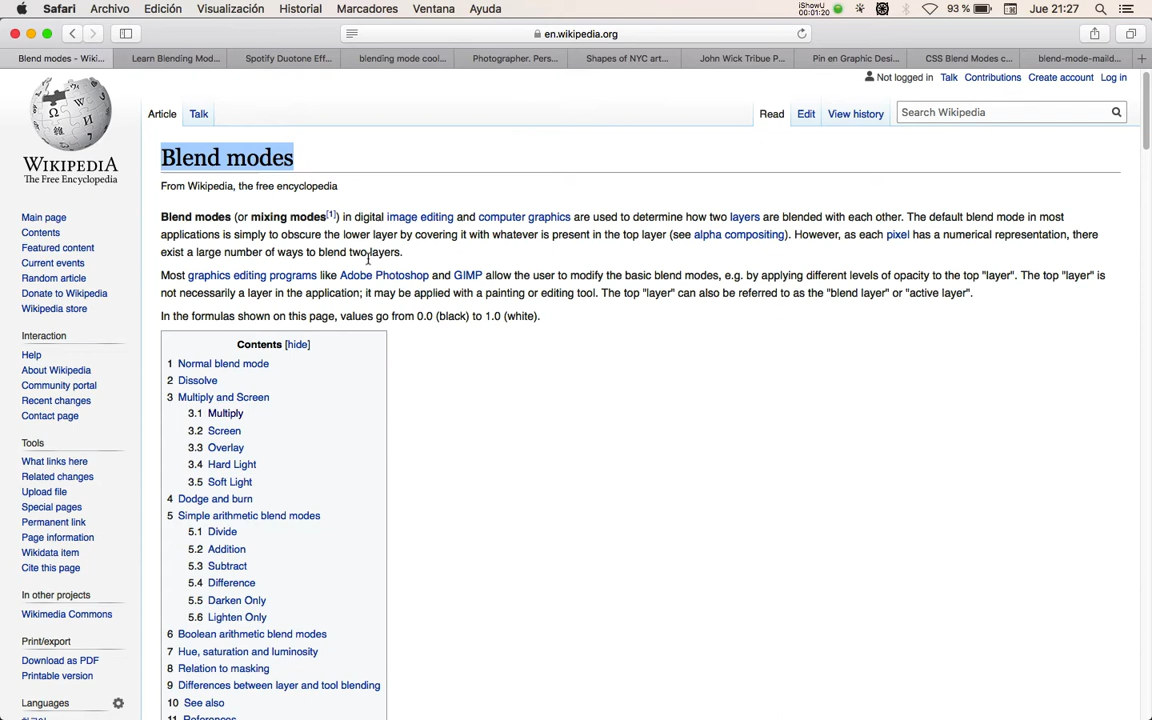 Safari Archivo Edición Visualización Historial Marcadores Ventana Ayuda iShowU 00:01:20 93 % Jue 21:27
en.wikipedia.org
Blend modes - Wiki... Learn Blending Mod... Spotify Duotone Eff... blending mode cool... Photographer. Pers... Shapes of NYC art... John Wick Tribue P... Pin en Graphic Desi... CSS Blend Modes c... blend-mode-maild...
Not logged in Talk Contributions Create account Log in
Article Talk Read Edit View history Search Wikipedia
WIKIPEDIA
The Free Encyclopedia
Main page
Contents
Featured content
Current events
Random article
Donate to Wikipedia
Wikipedia store
Interaction
Help
About Wikipedia
Community portal
Recent changes
Contact page
Tools
What links here
Related changes
Upload file
Special pages
Permanent link
Page information
Wikidata item
Cite this page
In other projects
Wikimedia Commons
Print/export
Download as PDF
Printable version
Languages
Blend modes
From Wikipedia, the free encyclopedia
Blend modes (or mixing modes[1]) in digital image editing and computer graphics are used to determine how two layers are blended with each other. The default blend mode in most
applications is simply to obscure the lower layer by covering it with whatever is present in the top layer (see alpha compositing). However, as each pixel has a numerical representation, there
exist a large number of ways to blend two layers.
Most graphics editing programs like Adobe Photoshop and GIMP allow the user to modify the basic blend modes, e.g. by applying different levels of opacity to the top "layer". The top "layer" is
not necessarily a layer in the application; it may be applied with a painting or editing tool. The top "layer" can also be referred to as the "blend layer" or "active layer".
In the formulas shown on this page, values go from 0.0 (black) to 1.0 (white).
Contents [hide]
1 Normal blend mode
2 Dissolve
3 Multiply and Screen
3.1 Multiply
3.2 Screen
3.3 Overlay
3.4 Hard Light
3.5 Soft Light
4 Dodge and burn
5 Simple arithmetic blend modes
5.1 Divide
5.2 Addition
5.3 Subtract
5.4 Difference
5.5 Darken Only
5.6 Lighten Only
6 Boolean arithmetic blend modes
7 Hue, saturation and luminosity
8 Relation to masking
9 Differences between layer and tool blending
10 See also
11 References